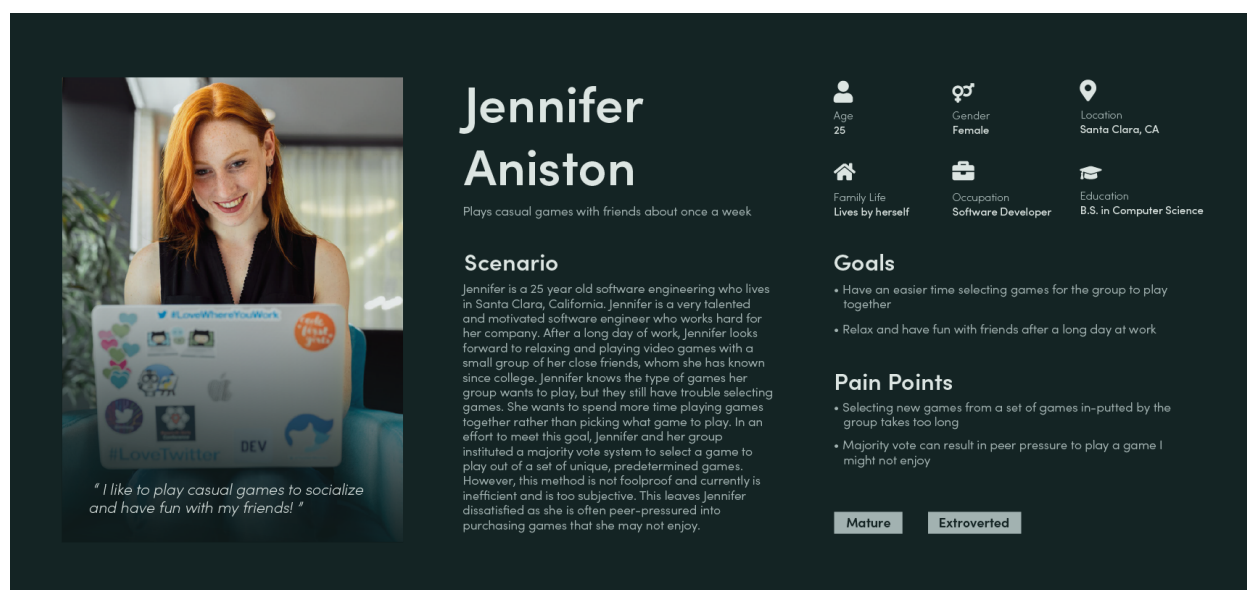 Jennifer
Aniston
Plays casual games with friends about once a week
Age
25
Gender
Female
Location
Santa Clara, CA
Family Life
Lives by herself
Occupation
Software Developer
Education
B.S. in Computer Science
Scenario
Jennifer is a 25 year old software engineering who lives
in Santa Clara, California. Jennifer is a very talented
and motivated software engineer who works hard for
her company. After a long day of work, Jennifer looks
forward to relaxing and playing video games with a
small group of her close friends, whom she has known
since college. Jennifer knows the type of games her
group wants to play, but they still have trouble selecting
games. She wants to spend more time playing games
together rather than picking what game to play. In an
effort to meet this goal, Jennifer and her group
instituted a majority vote system to select a game to
play out of a set of unique, predetermined games.
However, this method is not foolproof and currently is
inefficient and is too subjective. This leaves Jennifer
dissatisfied as she is often peer-pressured into
purchasing games that she may not enjoy.
Goals
• Have an easier time selecting games for the group to play
together
• Relax and have fun with friends after a long day at work
Pain Points
• Selecting new games from a set of games in-putted by the
group takes too long
• Majority vote can result in peer pressure to play a game I
might not enjoy
Mature
Extroverted
#LoveWhereYouWork
DEV
#LoveTwitter
" I like to play casual games to socialize
and have fun with my friends! "